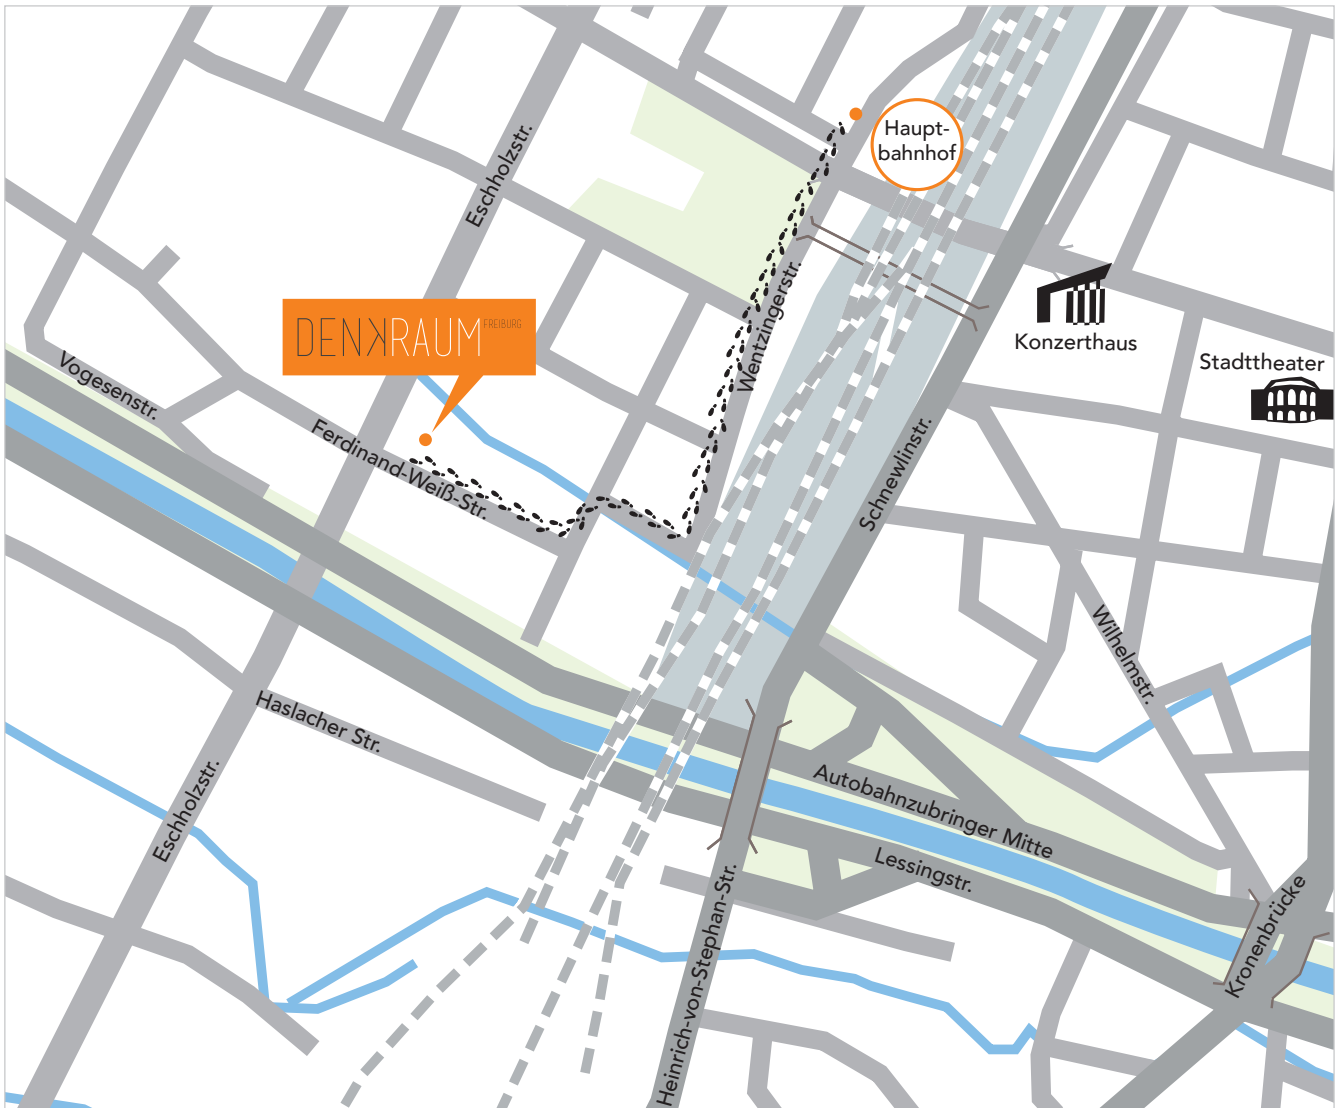 Haupt-
bahnhof
Eschholzstr.
Wentzingerstr.
Konzerthaus
Stadttheater
DENKRAUM FREIBURG
Vogesenstr.
Ferdinand-Weiß-Str.
Schnewlinstr.
Wilhelmstr.
Haslacher Str.
Eschholzstr.
Autobahnzubringer Mitte
Lessingstr.
Heinrich-von-Stephan-Str.
Kronenbrücke